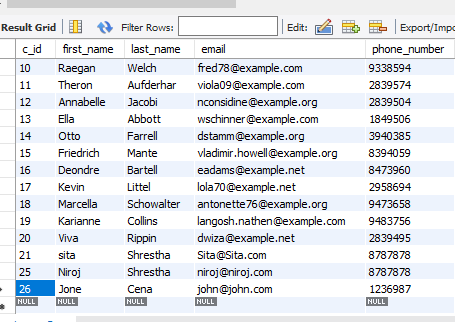 Result Grid Filter Rows: Edit: Export/Impo
c_id first_name last_name email phone_number
10 Raegan Welch fred78@example.com 9338594
11 Theron Aufderhar viola09@example.com 2839574
12 Annabelle Jacobi nconsidine@example.org 2839504
13 Ella Abbott wschinner@example.com 1849506
14 Otto Farrell dstamm@example.org 3940385
15 Friedrich Mante vladimir.howell@example.org 8394059
16 Deondre Bartell eadams@example.net 8473960
17 Kevin Littel lola70@example.net 2958694
18 Marcella Schowalter antonette76@example.org 9473658
19 Karianne Collins langosh.nathen@example.com 9483756
20 Viva Rippin dwiza@example.net 2839495
21 sita Shrestha Sita@Sita.com 8787878
25 Niroj Shrestha niroj@niroj.com 8787878
26 Jone Cena john@john.com 1236987
NULL NULL NULL NULL NULL